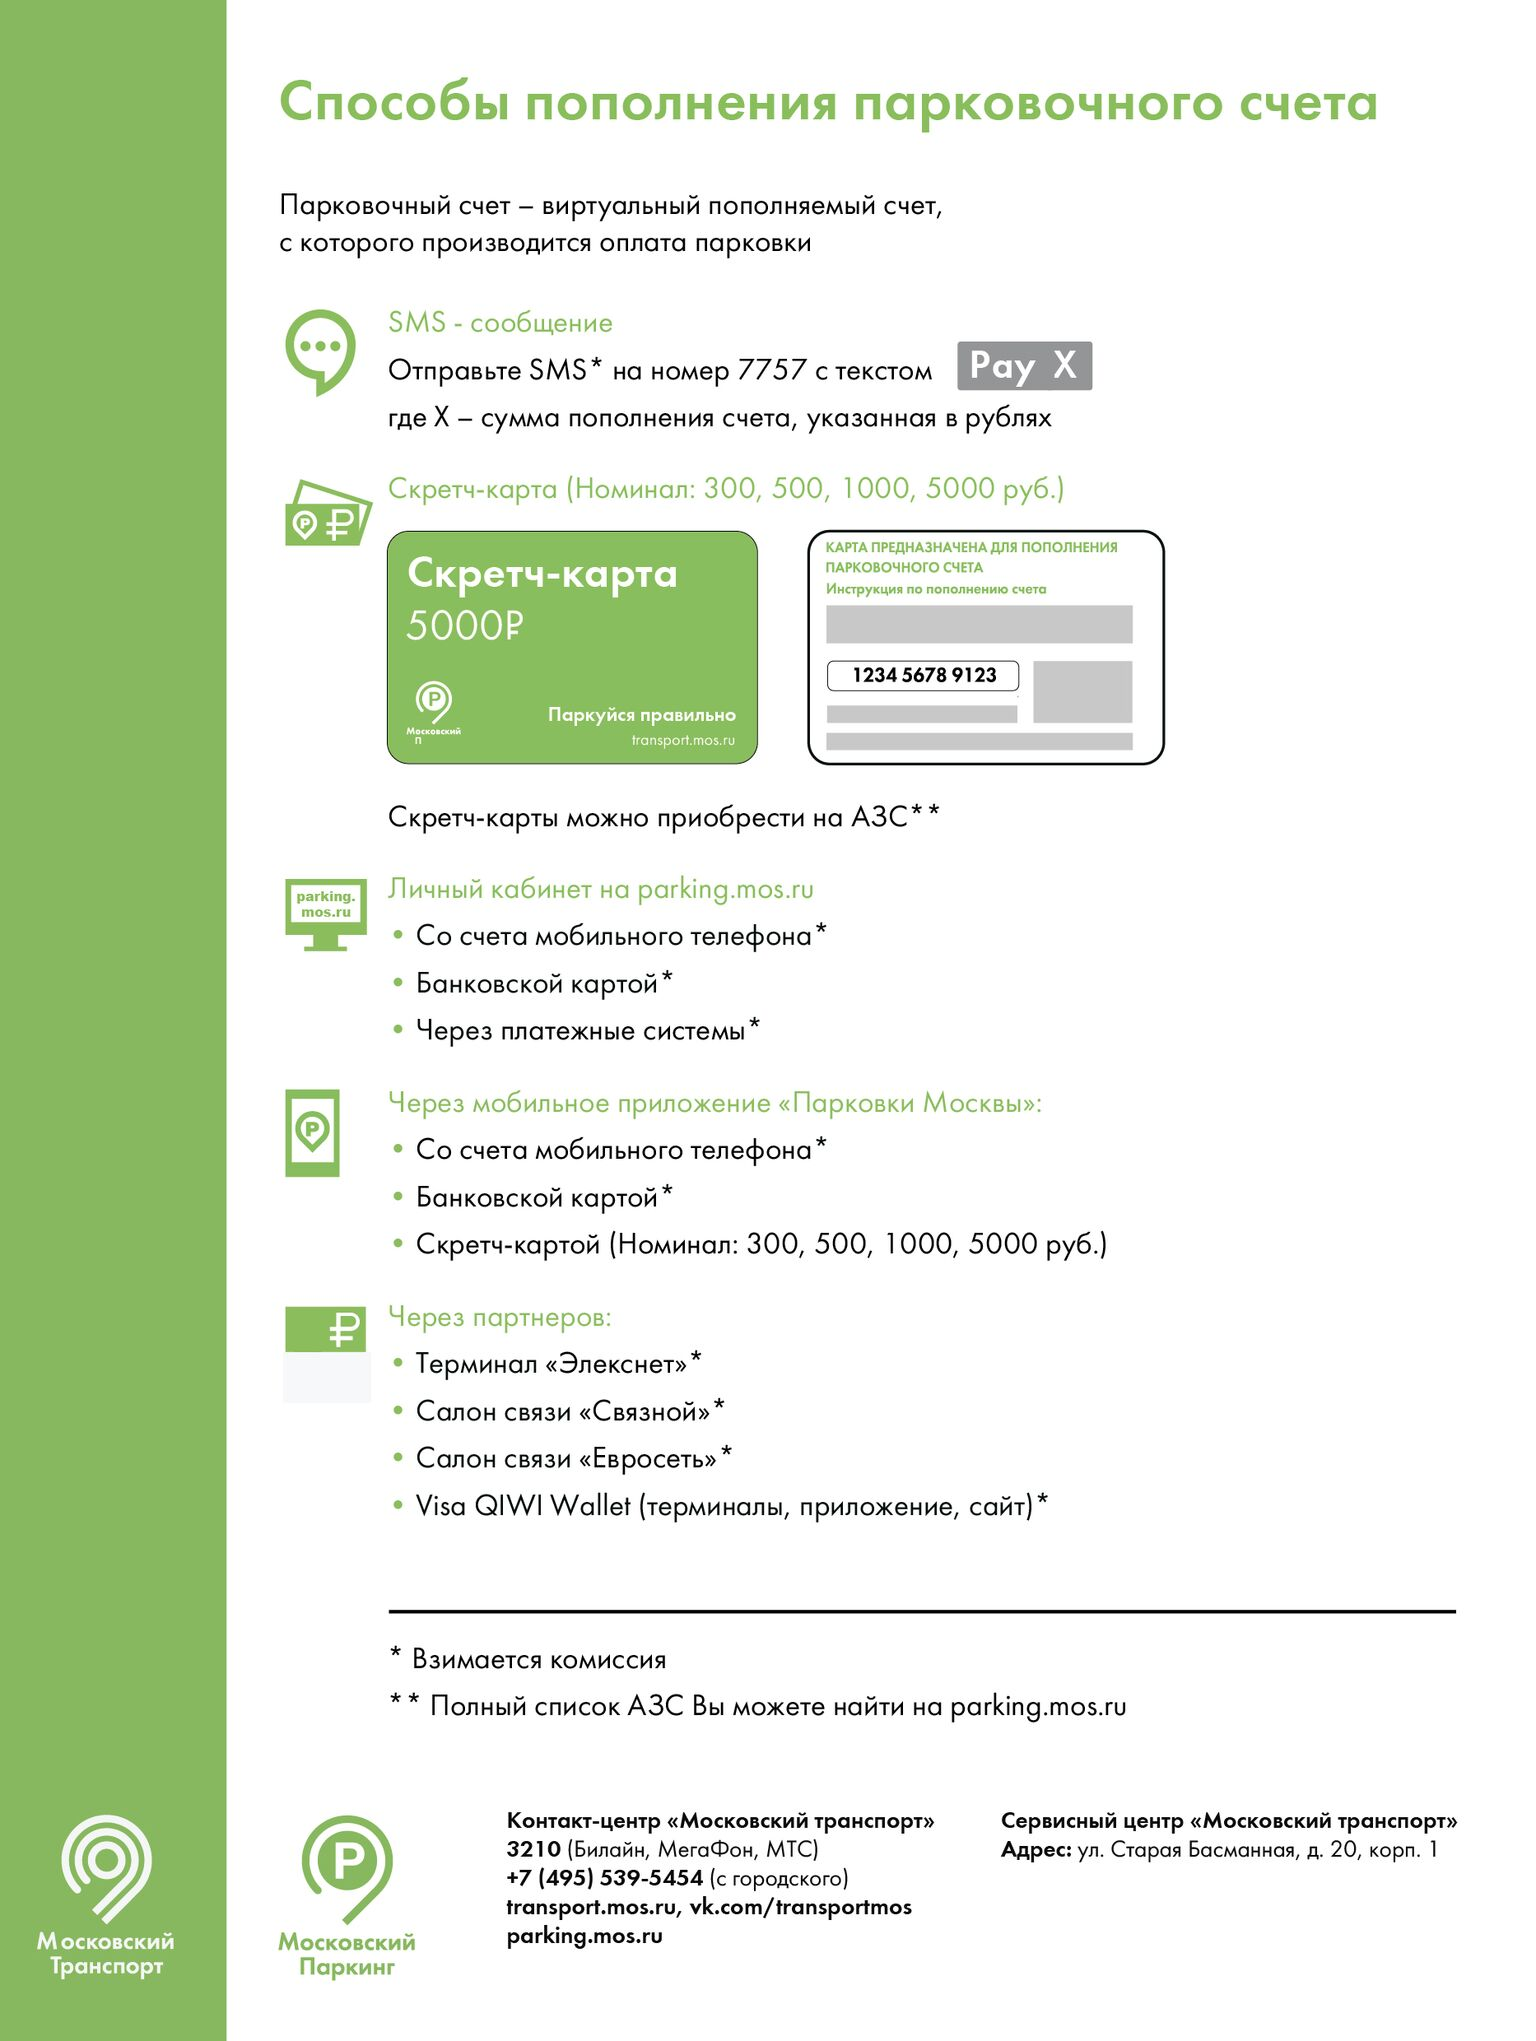 Способы пополнения парковочного счета
Парковочный счет – виртуальный пополняемый счет,
с которого производится оплата парковки
SMS - сообщение
Отправьте SMS* на номер 7757 с текстом Pay X
где X – сумма пополнения счета, указанная в рублях
Скретч-карта (Номинал: 300, 500, 1000, 5000 руб.)
₽
Скретч-карта
5000₽
Московский
П
Паркуйся правильно
transport.mos.ru
КАРТА ПРЕДНАЗНАЧЕНА ДЛЯ ПОПОЛНЕНИЯ
ПАРКОВОЧНОГО СЧЕТА
Инструкция по пополнению счета
1234 5678 9123
Скретч-карты можно приобрести на АЗС**
parking.
mos.ru
Личный кабинет на parking.mos.ru
• Со счета мобильного телефона*
• Банковской картой*
• Через платежные системы*
Через мобильное приложение «Парковки Москвы»:
• Со счета мобильного телефона*
• Банковской картой*
• Скретч-картой (Номинал: 300, 500, 1000, 5000 руб.)
₽
Через партнеров:
• Терминал «Элекснет»*
• Салон связи «Связной»*
• Салон связи «Евросеть»*
• Visa QIWI Wallet (терминалы, приложение, сайт)*
* Взимается комиссия
** Полный список АЗС Вы можете найти на parking.mos.ru
Московский
Транспорт
P
Московский
Паркинг
Контакт-центр «Московский транспорт»
3210 (Билайн, МегаФон, МТС)
+7 (495) 539-5454 (с городского)
transport.mos.ru, vk.com/transportmos
parking.mos.ru
Сервисный центр «Московский транспорт»
Адрес: ул. Старая Басманная, д. 20, корп. 1